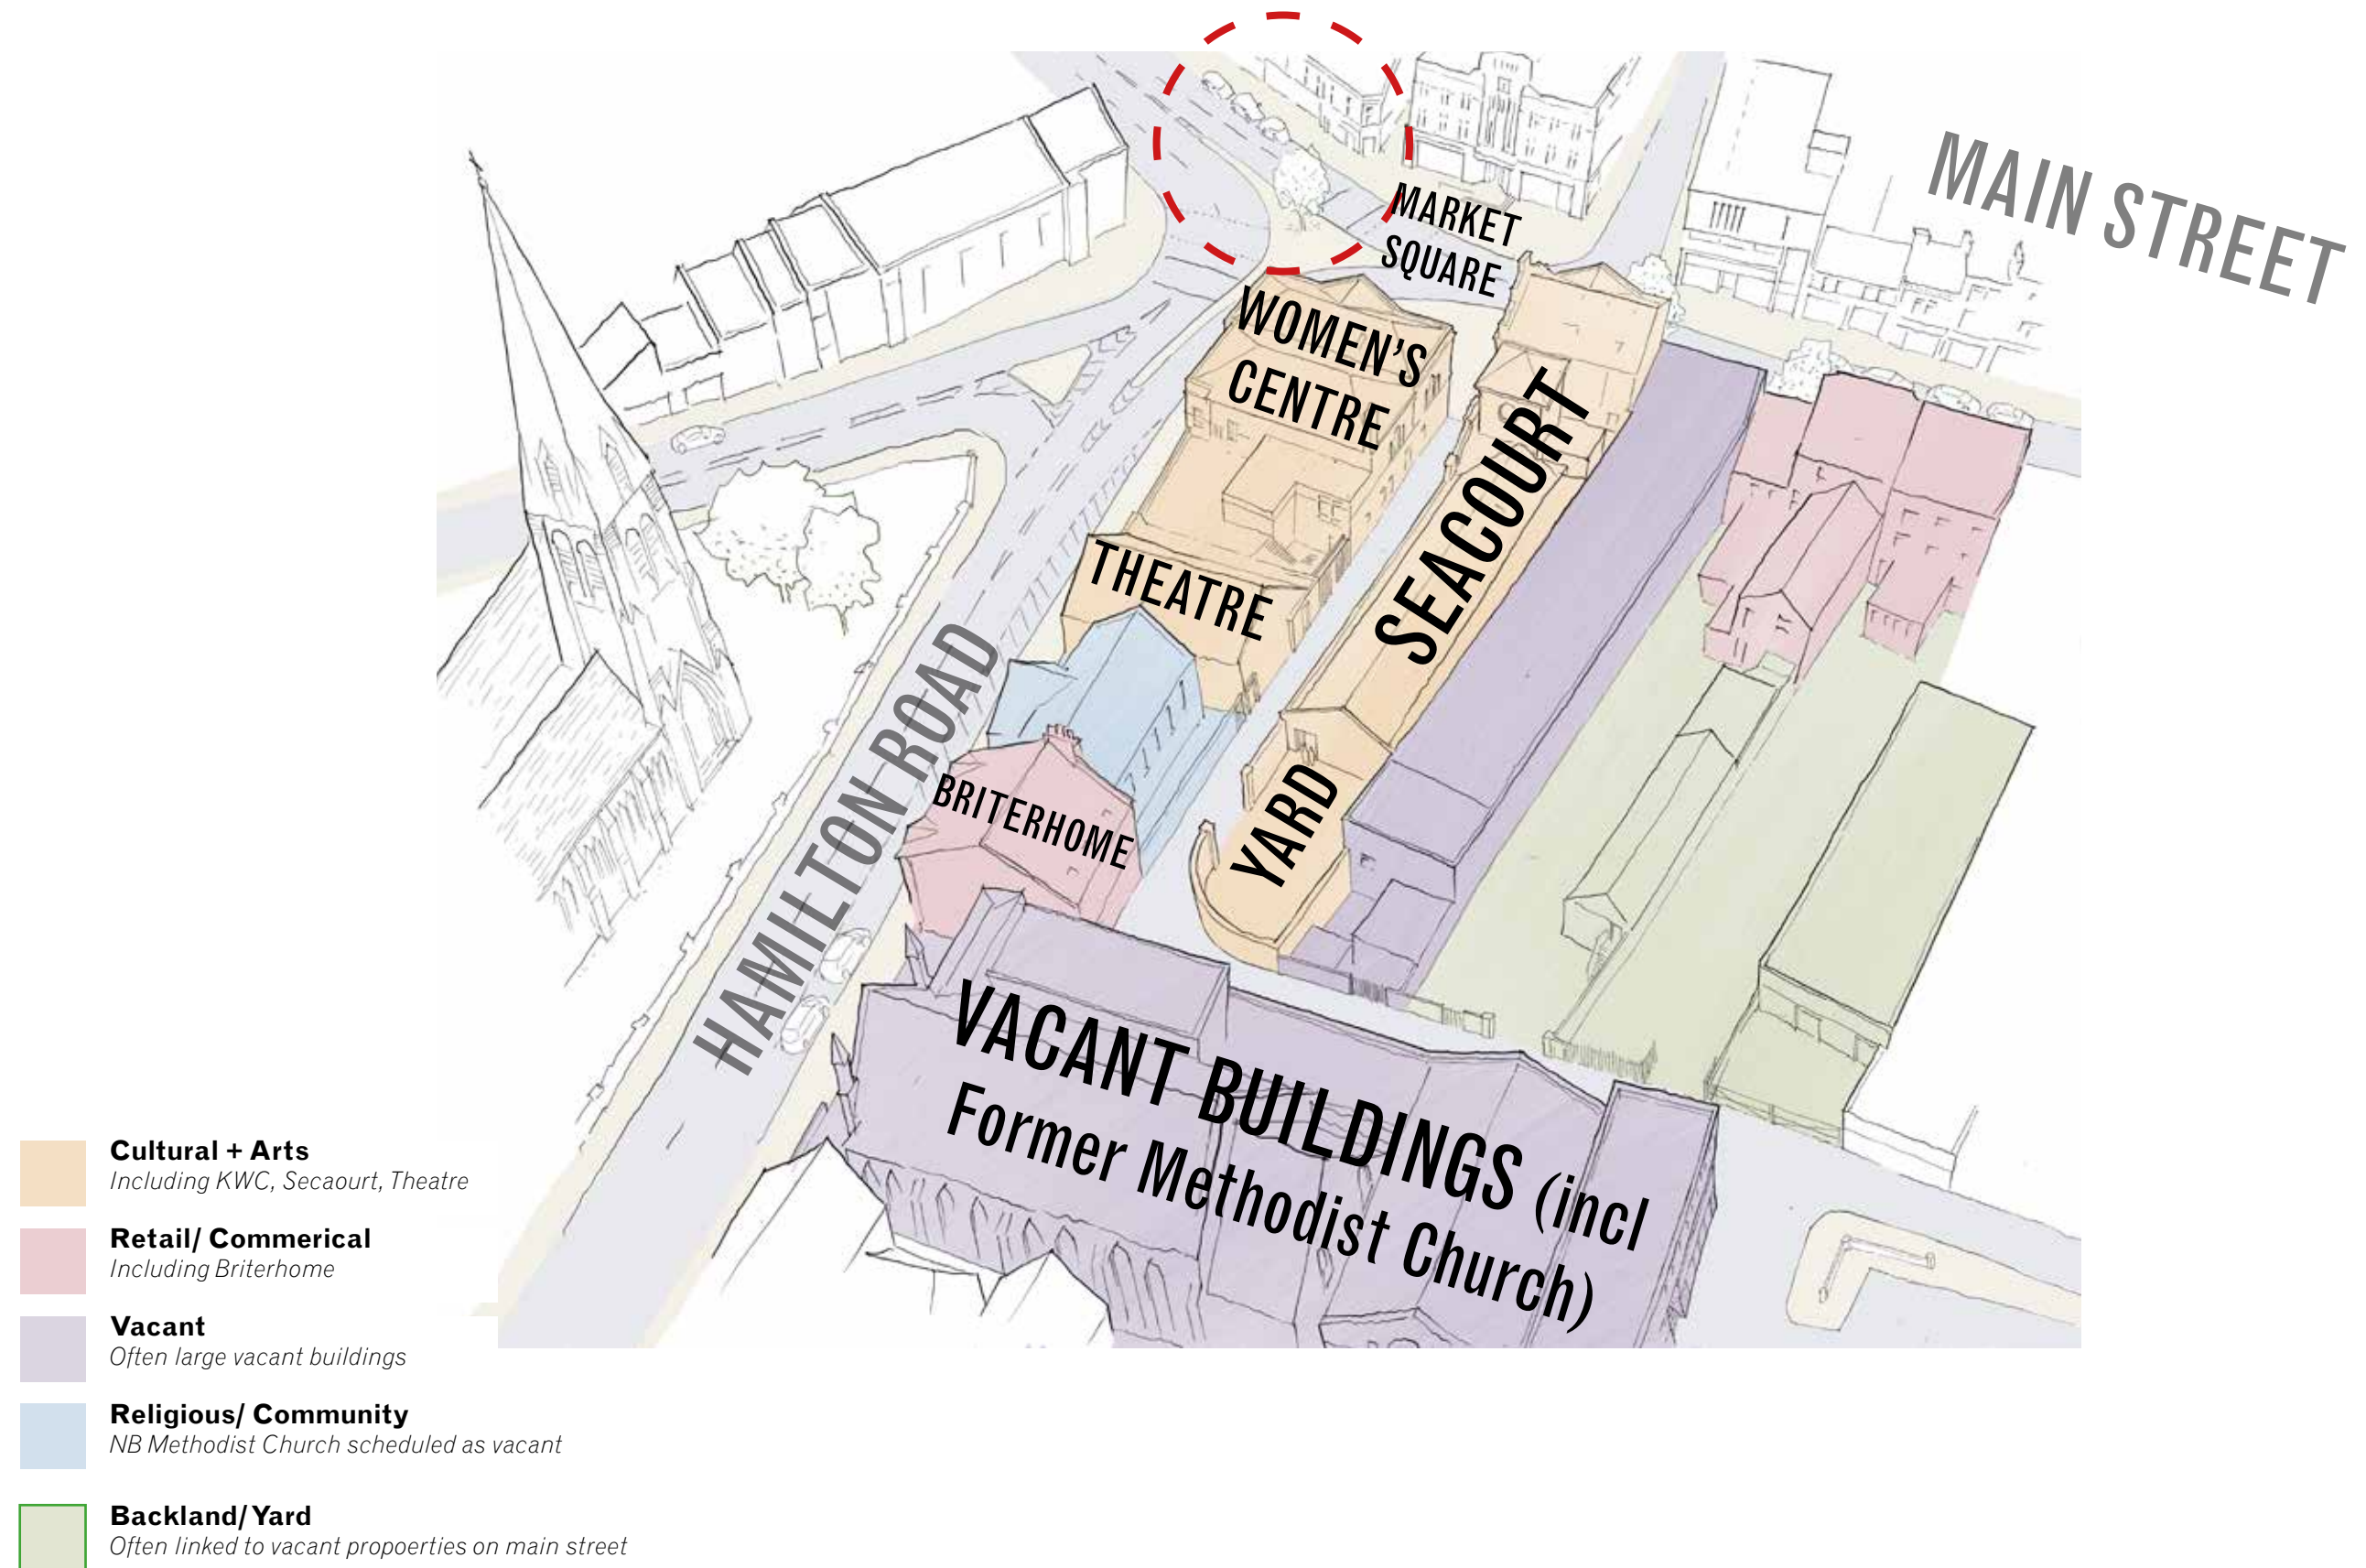 MAIN STREET
MARKET
SQUARE
WOMEN'S
CENTRE
SEACOURT
THEATRE
HAMILTON ROAD
BRITERHOME
YARD
VACANT BUILDINGS (incl
Former Methodist Church)
Cultural + Arts
Including KWC, Secaourt, Theatre
Retail/ Commerical
Including Briterhome
Vacant
Often large vacant buildings
Religious/ Community
NB Methodist Church scheduled as vacant
Backland/ Yard
Often linked to vacant propoerties on main street